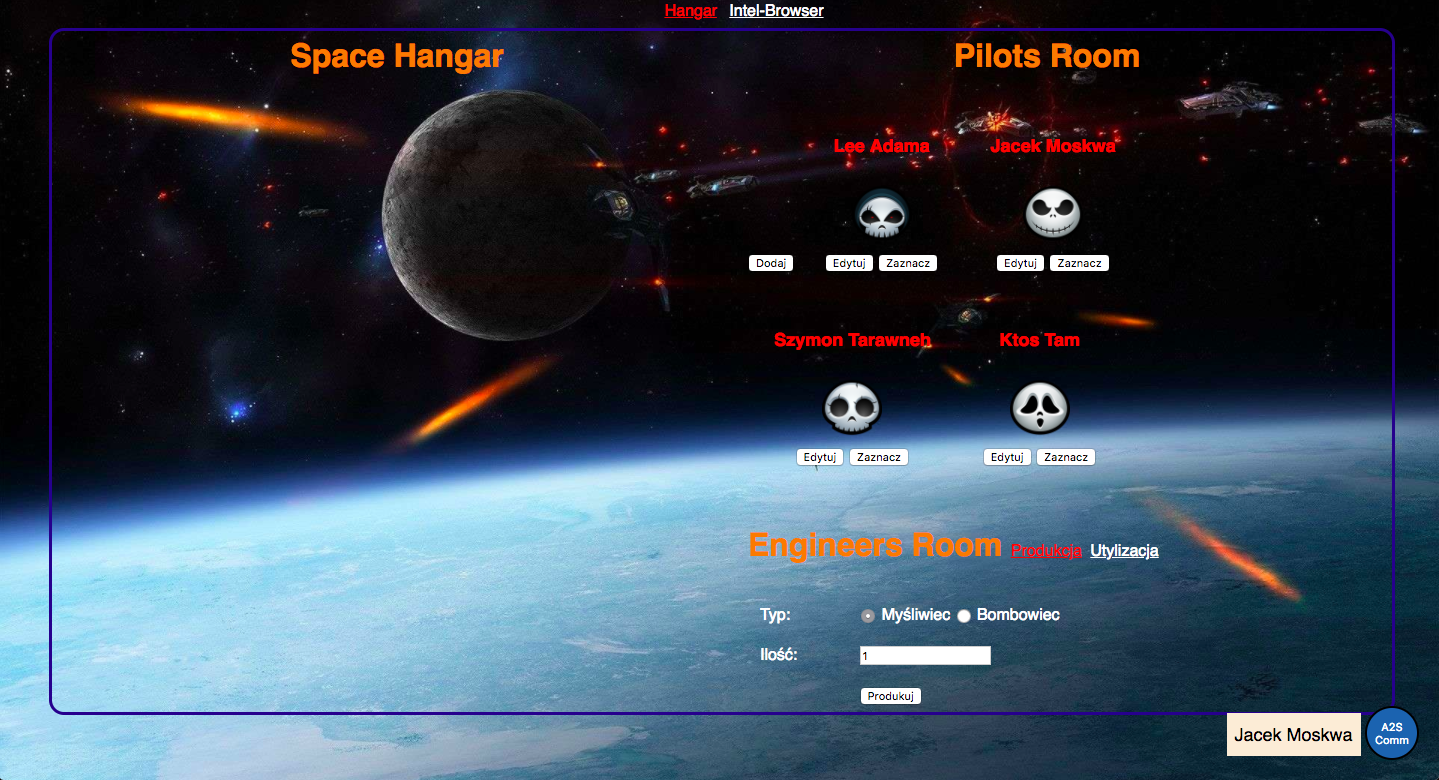 Hangar Intel-Browser
Space Hangar
Pilots Room
Lee Adama
Jacek Moskwa
Dodaj
Edytuj Zaznacz
Edytuj Zaznacz
Szymon Tarawneh
Ktos Tam
Edytuj Zaznacz
Edytuj Zaznacz
Engineers Room Produkcja Utylizacja
Typ: Myśliwiec Bombowiec
Ilość: 1
Produkuj
Jacek Moskwa
A2S
Comm